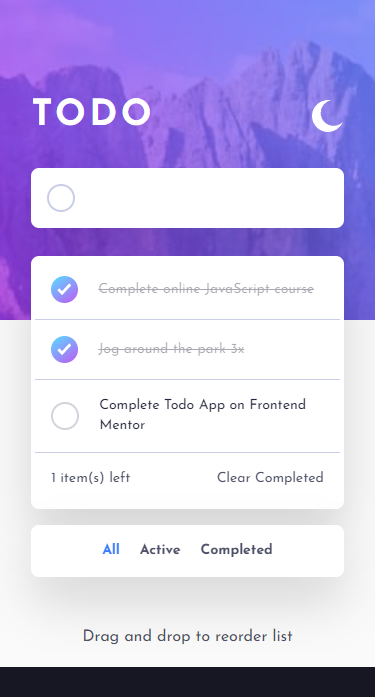 TODO
Complete online JavaScript course
Jog around the park 3x
Complete Todo App on Frontend
Mentor
1 item(s) left
Clear Completed
All Active Completed
Drag and drop to reorder list